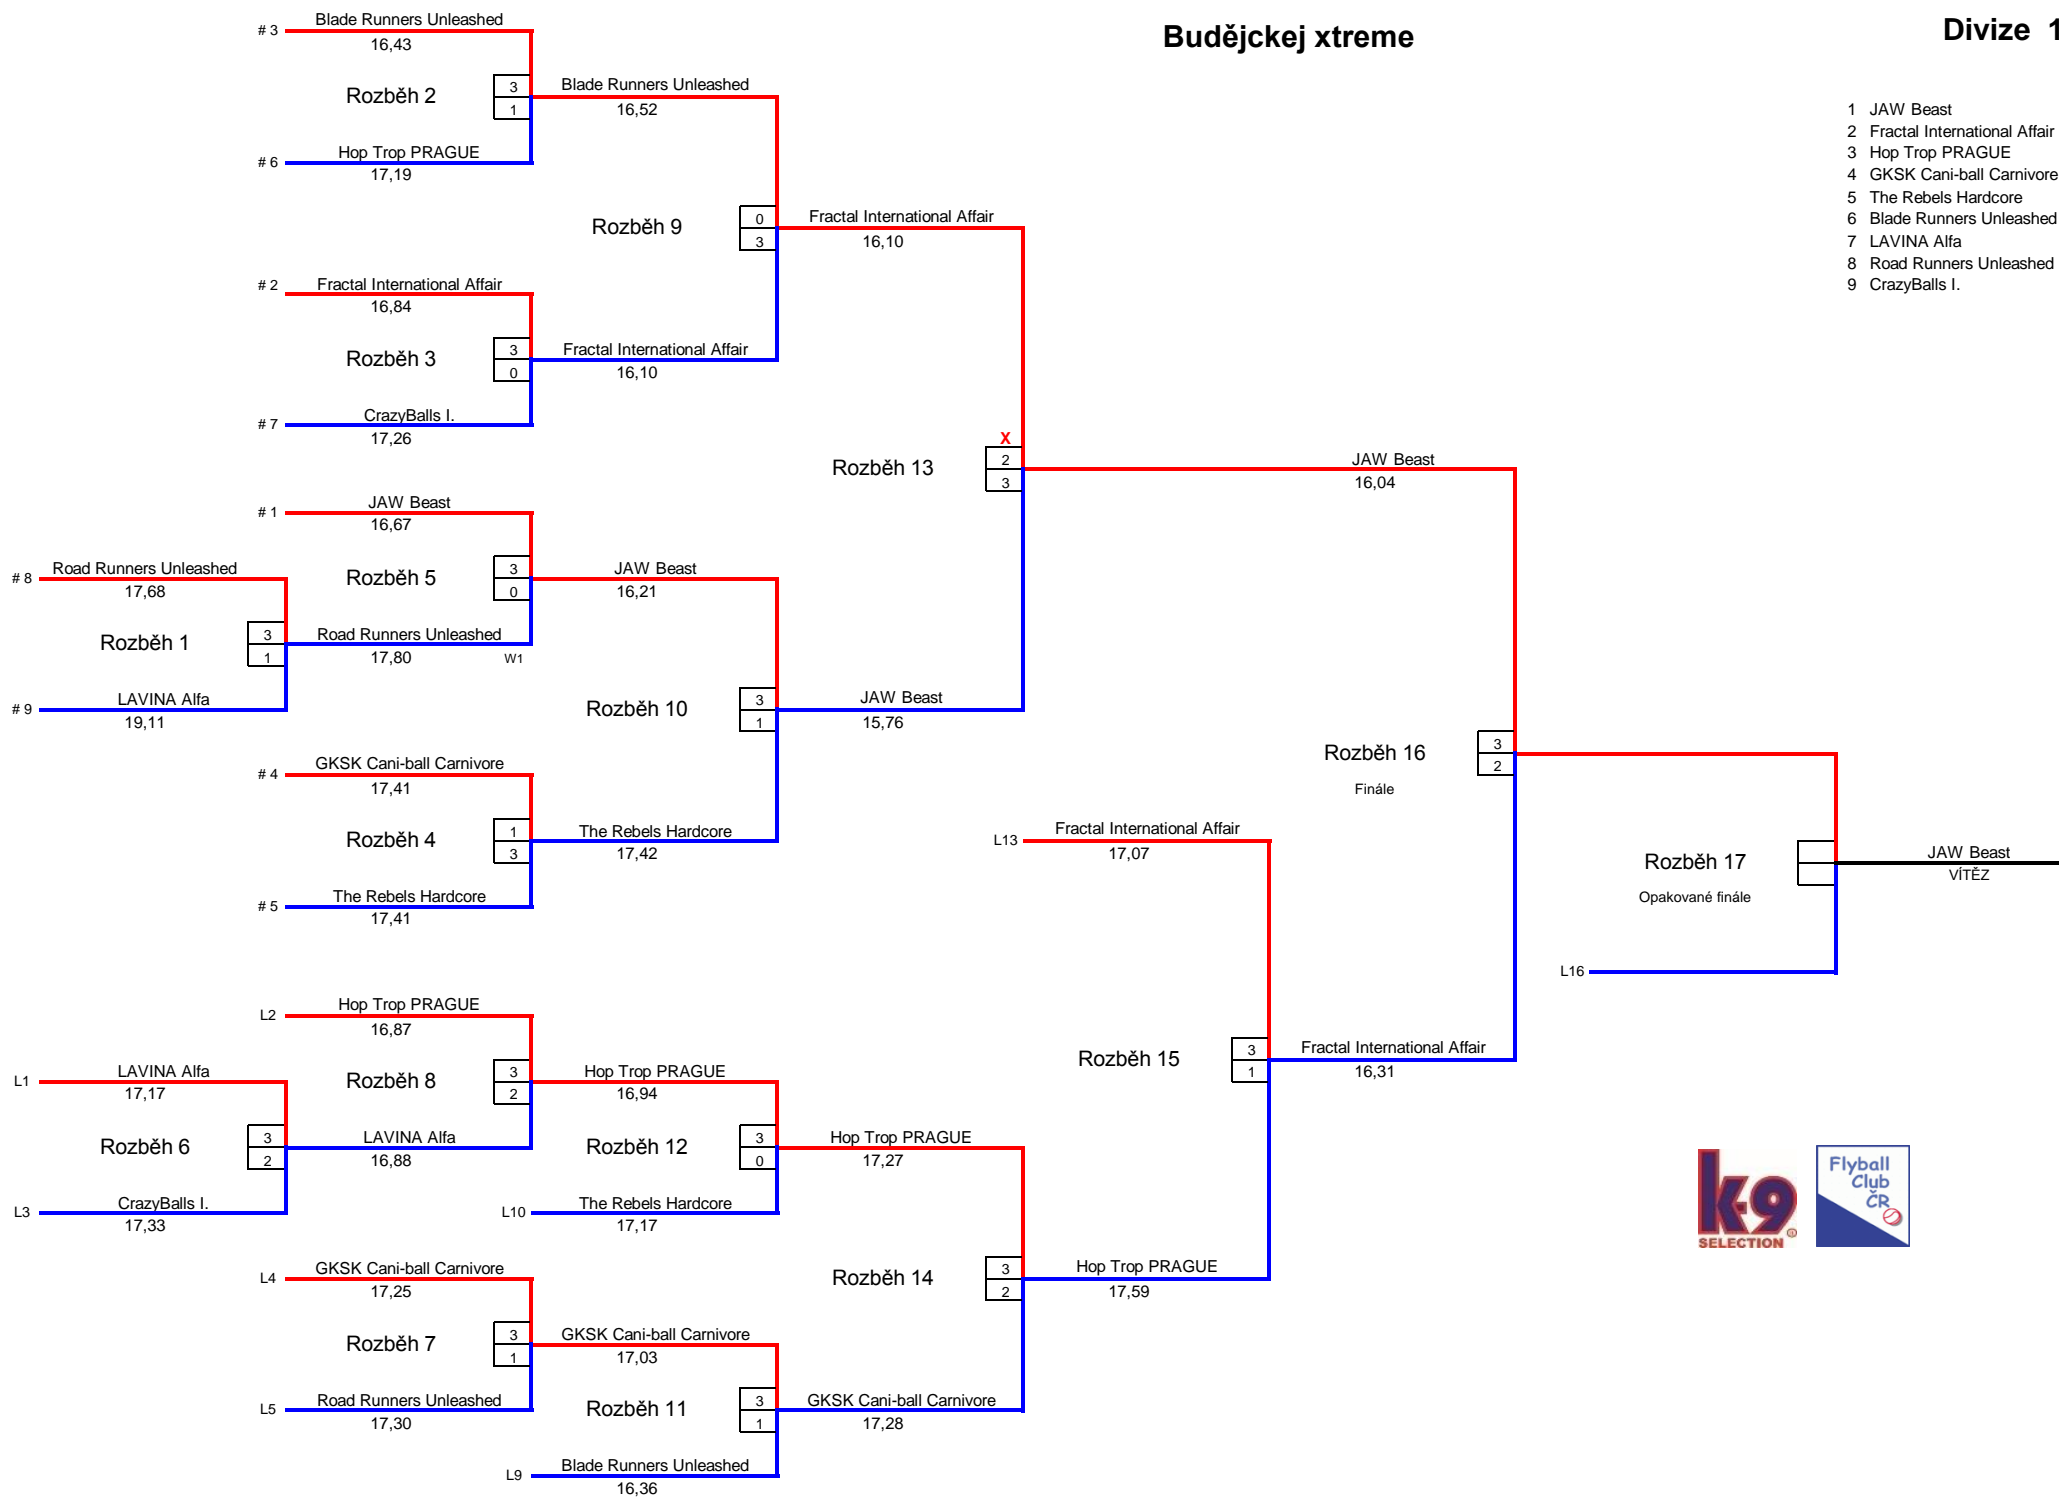 Budějckej xtreme
Divize 1
1 JAW Beast
2 Fractal International Affair
3 Hop Trop PRAGUE
4 GKSK Cani-ball Carnivore
5 The Rebels Hardcore
6 Blade Runners Unleashed
7 LAVINA Alfa
8 Road Runners Unleashed
9 CrazyBalls I.
# 3 Blade Runners Unleashed
16,43
Rozběh 2
3
1
Blade Runners Unleashed
16,52
# 6 Hop Trop PRAGUE
17,19
Rozběh 9
0
3
Fractal International Affair
16,10
# 2 Fractal International Affair
16,84
Rozběh 3
3
0
Fractal International Affair
16,10
# 7 CrazyBalls I.
17,26
X
Rozběh 13
2
3
JAW Beast
16,04
# 1 JAW Beast
16,67
# 8 Road Runners Unleashed
17,68
Rozběh 5
3
0
JAW Beast
16,21
Rozběh 1
3
1
Road Runners Unleashed
17,80
W1
# 9 LAVINA Alfa
19,11
Rozběh 10
3
1
JAW Beast
15,76
# 4 GKSK Cani-ball Carnivore
17,41
Rozběh 4
1
3
The Rebels Hardcore
17,42
# 5 The Rebels Hardcore
17,41
Rozběh 16
Finále
3
2
L13 Fractal International Affair
17,07
Rozběh 17
Opakované finále
JAW Beast
VÍTĚZ
L16
L2 Hop Trop PRAGUE
16,87
L1 LAVINA Alfa
17,17
Rozběh 8
3
2
Hop Trop PRAGUE
16,94
Rozběh 15
3
1
Fractal International Affair
16,31
Rozběh 6
3
2
LAVINA Alfa
16,88
Rozběh 12
3
0
Hop Trop PRAGUE
17,27
L3 CrazyBalls I.
17,33
L10 The Rebels Hardcore
17,17
L4 GKSK Cani-ball Carnivore
17,25
Rozběh 14
3
2
Hop Trop PRAGUE
17,59
Rozběh 7
3
1
GKSK Cani-ball Carnivore
17,03
L5 Road Runners Unleashed
17,30
Rozběh 11
3
1
GKSK Cani-ball Carnivore
17,28
L9 Blade Runners Unleashed
16,36
k-9
SELECTION ®
Flyball
Club
ČR